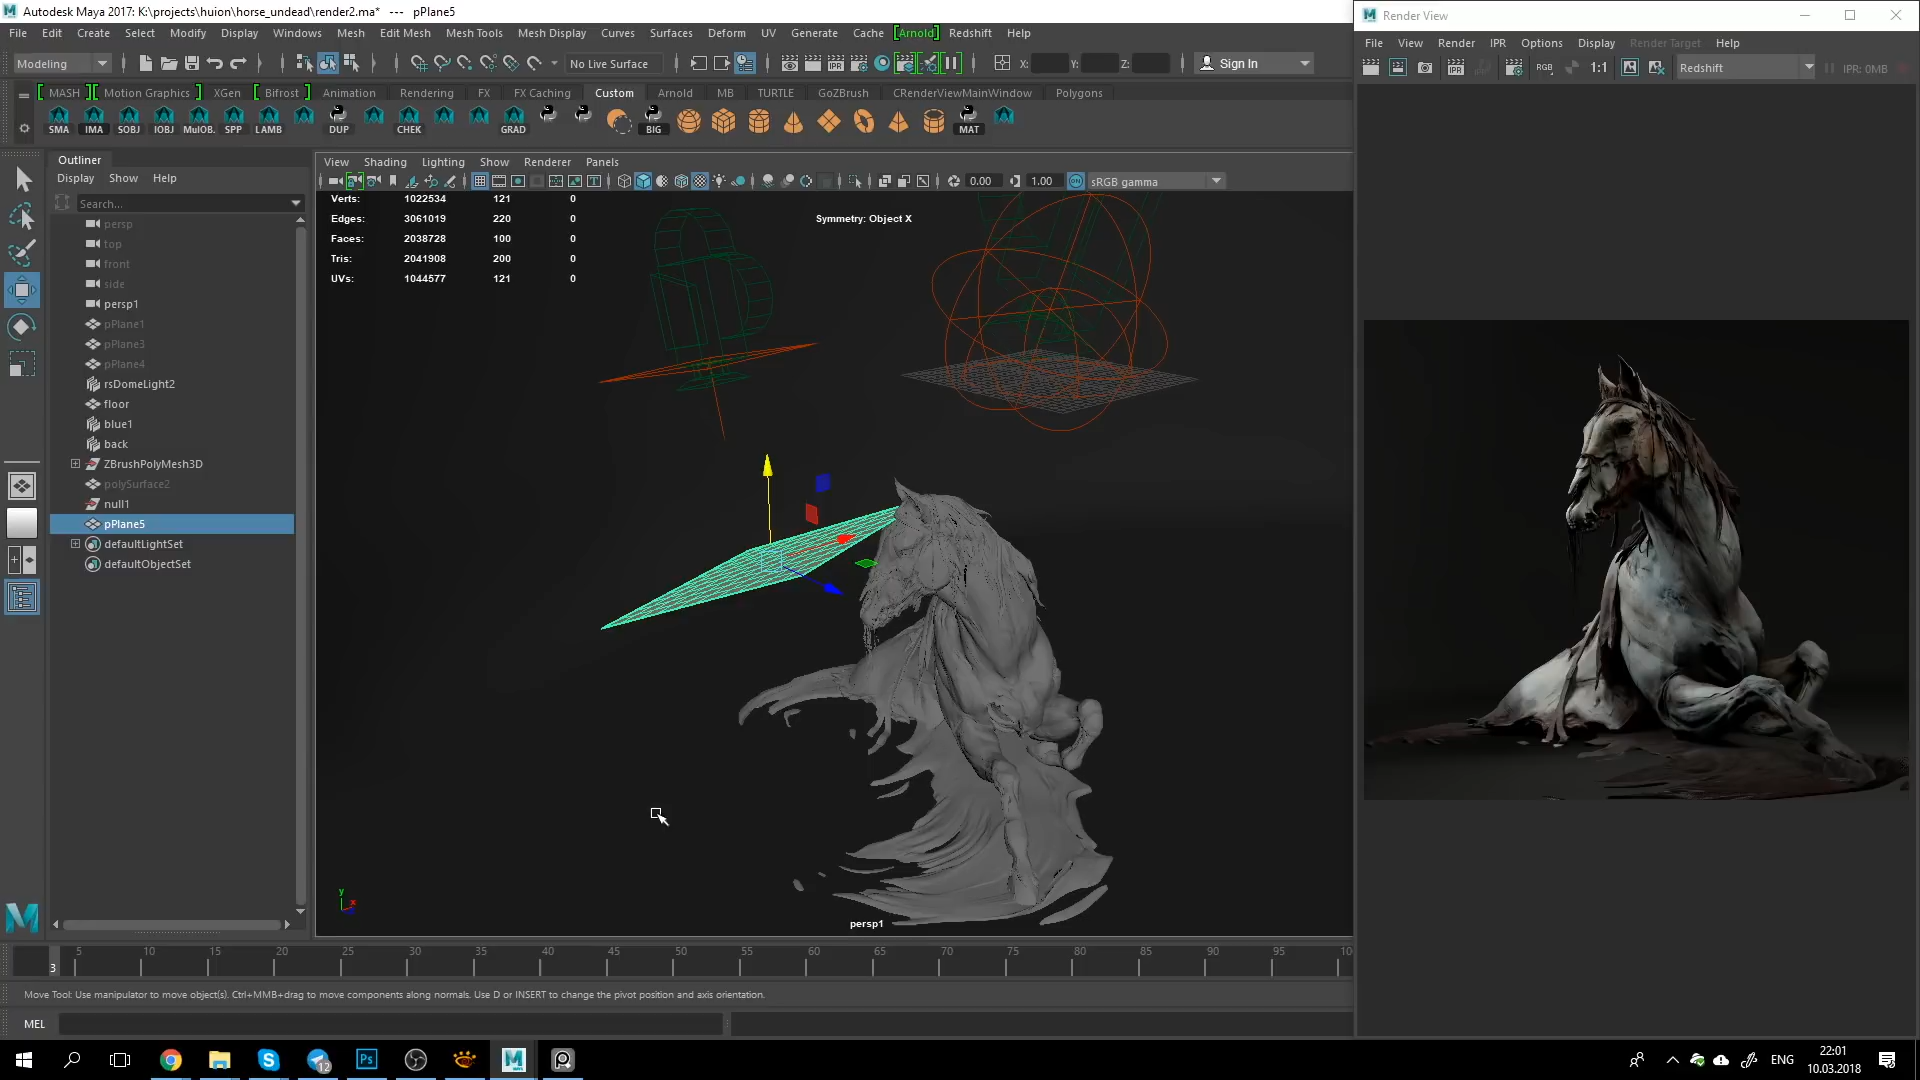 Autodesk Maya 2017: K:\projects\huion\horse_undead\render2.ma* --- pPlane5
File Edit Create Select Modify Display Windows Mesh Edit Mesh Mesh Tools Mesh Display Curves Surfaces Deform UV Generate Cache [Arnold] Redshift Help
Modeling No Live Surface X: Y: Z: Sign In
MASH Motion Graphics XGen Bifrost Animation Rendering FX FX Caching Custom Arnold MB TURTLE GoZBrush CRenderViewMainWindow Polygons
SMA IMA SOBJ IOBJ MulOB. SPP LAMB DUP CHEK GRAD BIG MAT
Outliner
Display Show Help
Search...
persp
top
front
side
persp1
pPlane1
pPlane3
pPlane4
rsDomeLight2
floor
blue1
back
ZBrushPolyMesh3D
polySurface2
null1
pPlane5
defaultLightSet
defaultObjectSet
View Shading Lighting Show Renderer Panels
0.00 1.00 ON sRGB gamma
Verts: 1022534 121 0
Edges: 3061019 220 0
Faces: 2038728 100 0
Tris: 2041908 200 0
UVs: 1044577 121 0
Symmetry: Object X
y
x
persp1
Render View
File View Render IPR Options Display Render Target Help
IPR RGB 1:1 Redshift IPR: 0MB
5 10 15 20 25 30 35 40 45 50 55 60 65 70 75 80 85 90 95 10
3
Move Tool: Use manipulator to move object(s). Ctrl+MMB+drag to move components along normals. Use D or INSERT to change the pivot position and axis orientation.
MEL
Ps
12
ENG
22:01
10.03.2018